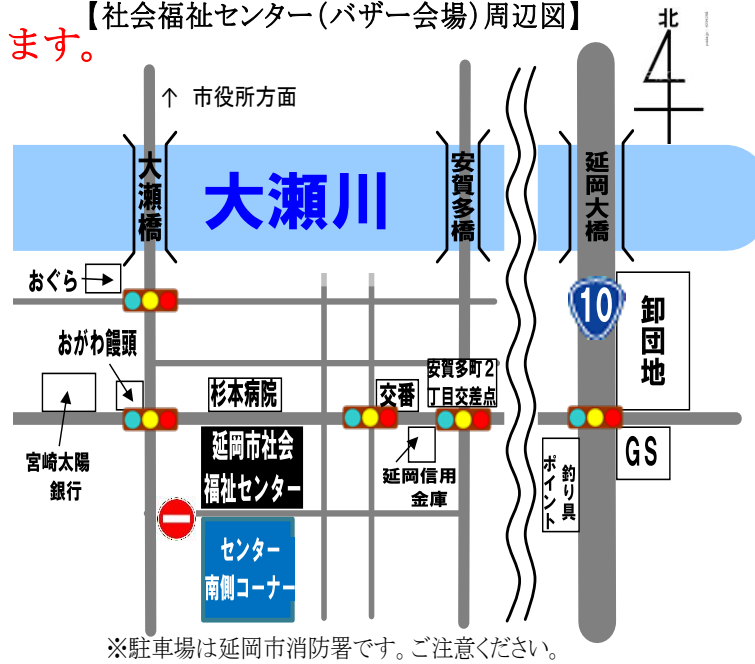 【社会福祉センター(バザー会場)周辺図】
ます。
北
↑ 市役所方面
大瀬橋
大瀬川
安賀多橋
延岡大橋
おぐら
10
卸団地
おがわ饅頭
杉本病院
交番
安賀多町2
丁目交差点
宮崎太陽
銀行
延岡市社会
福祉センター
延岡信用
金庫
釣り具
ポイント
GS
センター
南側コーナー
※駐車場は延岡市消防署です。ご注意ください。